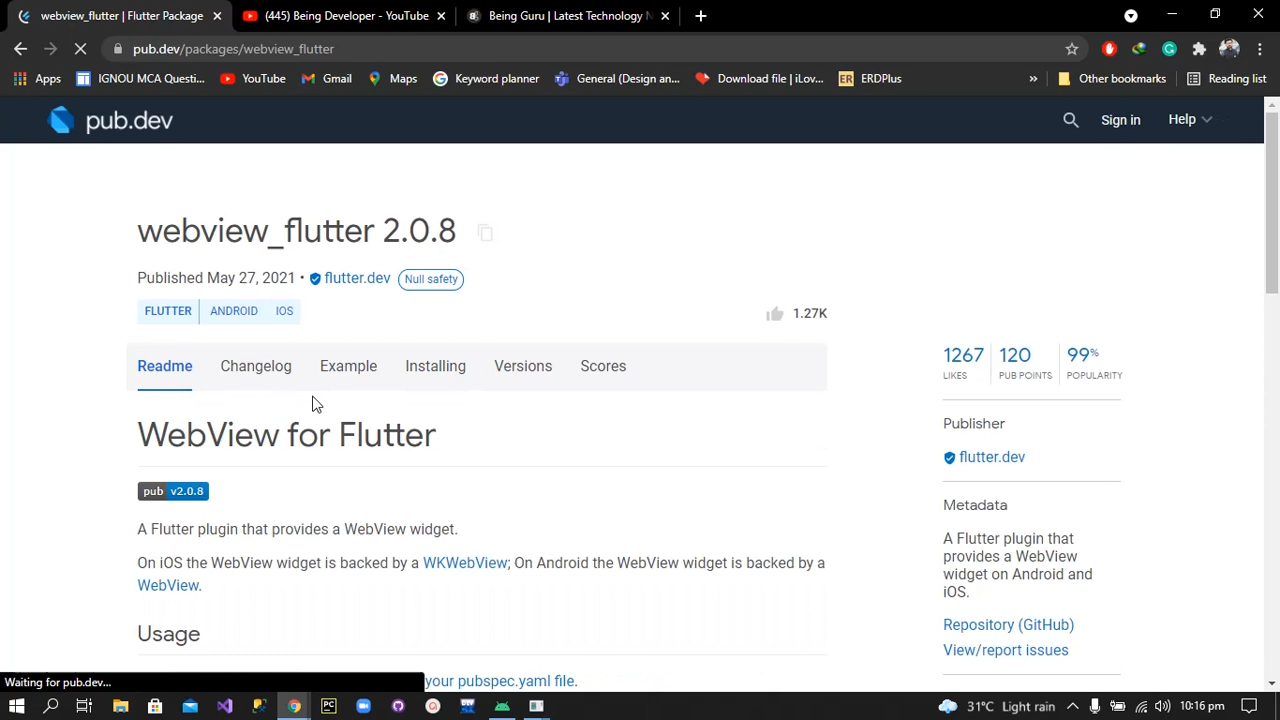 webview_flutter | Flutter Package
(445) Being Developer - YouTube
Being Guru | Latest Technology N
pub.dev/packages/webview_flutter
Apps
IGNOU MCA Questi...
YouTube
Gmail
Maps
Keyword planner
General (Design an...
Download file | iLov...
ER
ERDPlus
»
Other bookmarks
Reading list
pub.dev
Sign in
Help
webview_flutter 2.0.8
Published May 27, 2021 • flutter.dev Null safety
FLUTTER ANDROID IOS
1.27K
Readme Changelog Example Installing Versions Scores
WebView for Flutter
pub v2.0.8
A Flutter plugin that provides a WebView widget.
On iOS the WebView widget is backed by a WKWebView; On Android the WebView widget is backed by a
WebView.
Usage
your pubspec.yaml file.
1267 120 99%
LIKES PUB POINTS POPULARITY
Publisher
flutter.dev
Metadata
A Flutter plugin that
provides a WebView
widget on Android and
iOS.
Repository (GitHub)
View/report issues
Waiting for pub.dev...
PC
31°C Light rain
10:16 pm